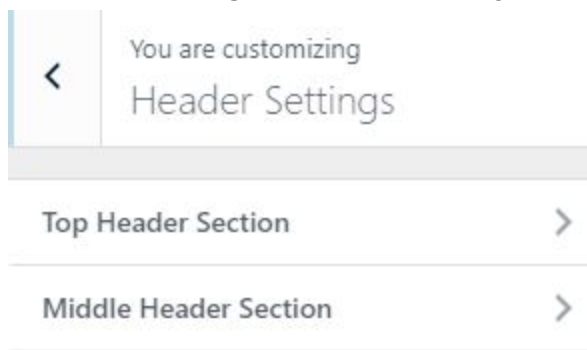 You are customizing
Header Settings
Top Header Section
Middle Header Section